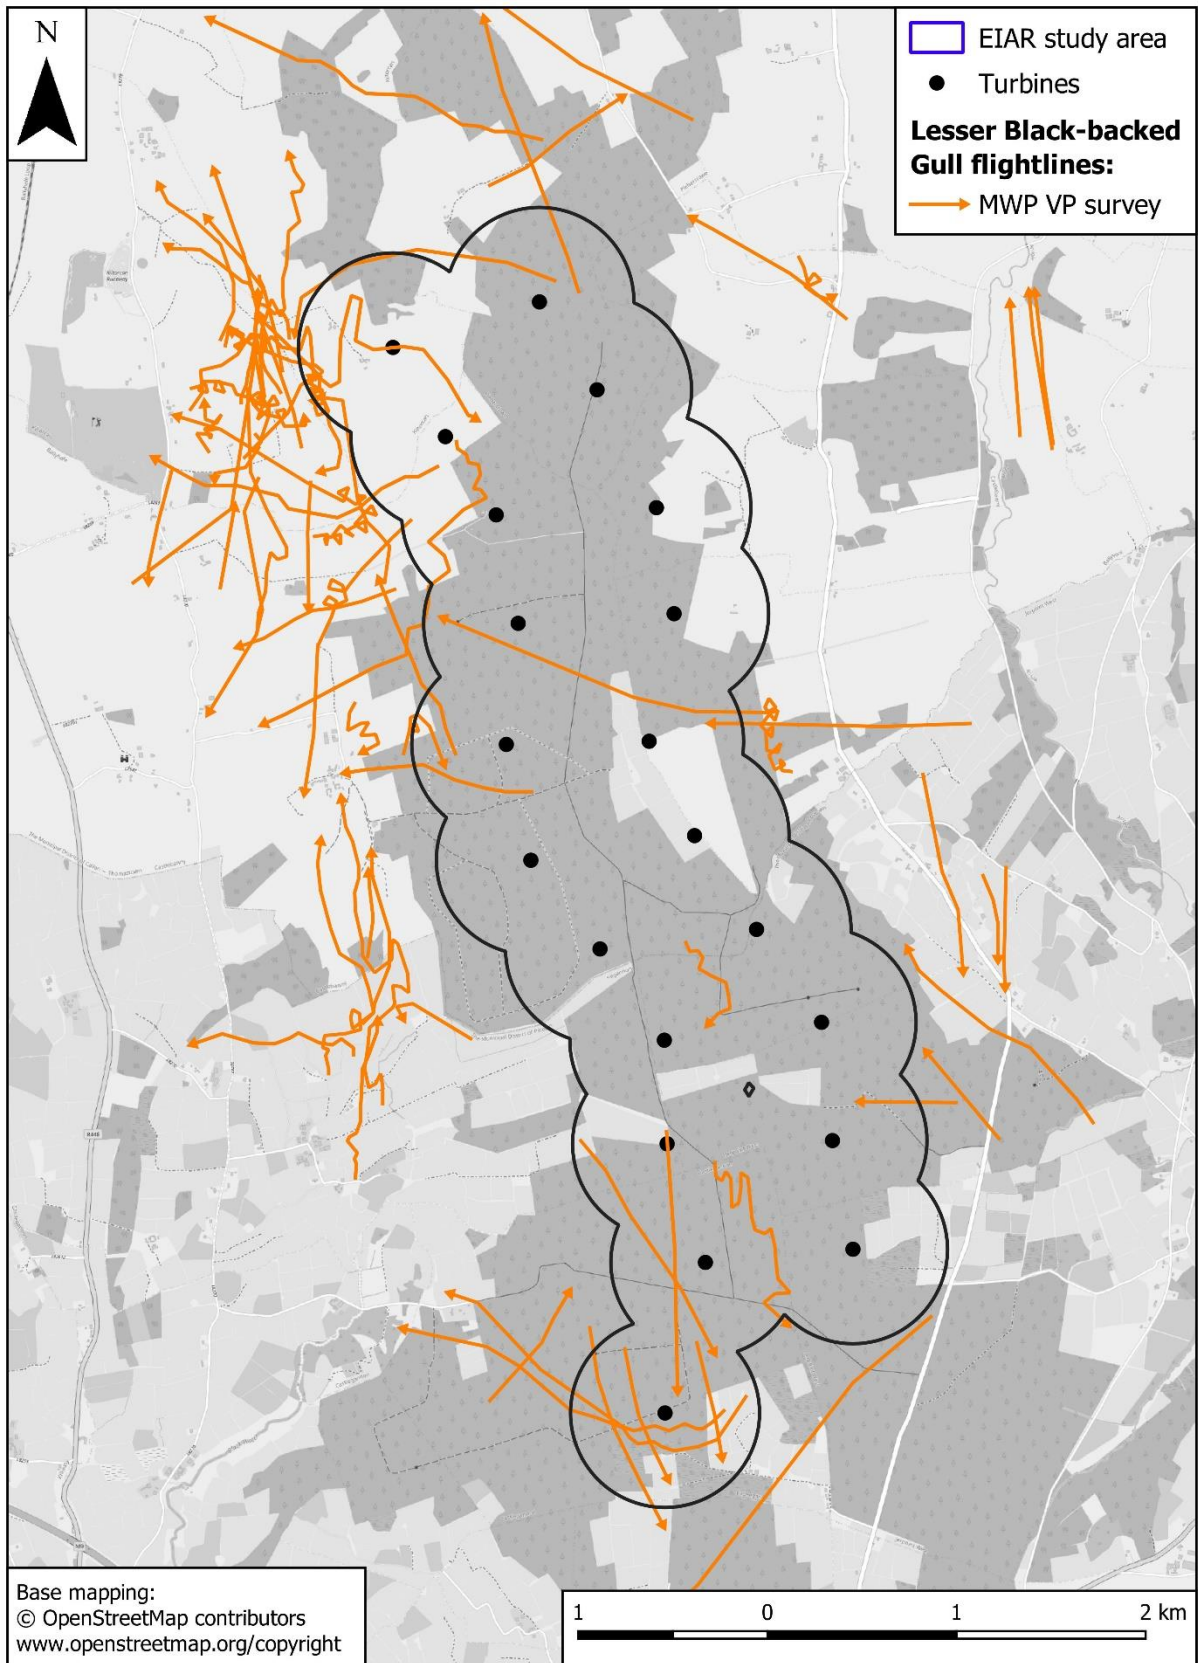 N
EIAR study area
Turbines
Lesser Black-backed
Gull flightlines:
MWP VP survey
Base mapping:
© OpenStreetMap contributors
www.openstreetmap.org/copyright
1 0 1 2 km